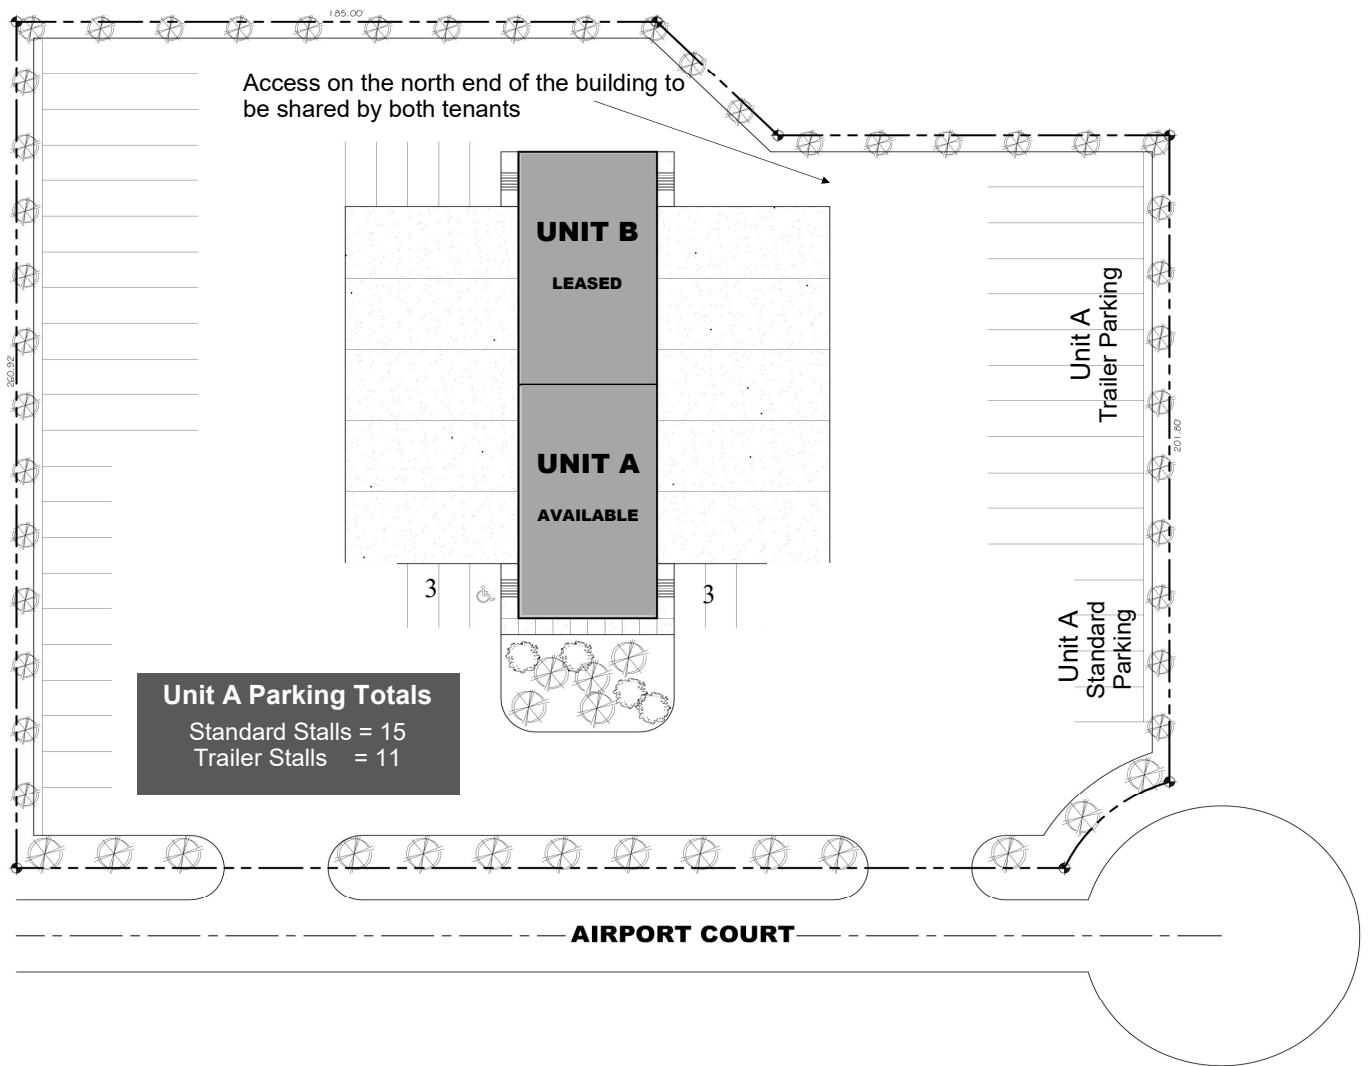 185.00'
Access on the north end of the building to
be shared by both tenants
UNIT B
LEASED
260.92'
Unit A
Trailer Parking
201.80'
UNIT A
AVAILABLE
3
3
Unit A
Standard
Parking
Unit A Parking Totals
Standard Stalls = 15
Trailer Stalls = 11
AIRPORT COURT